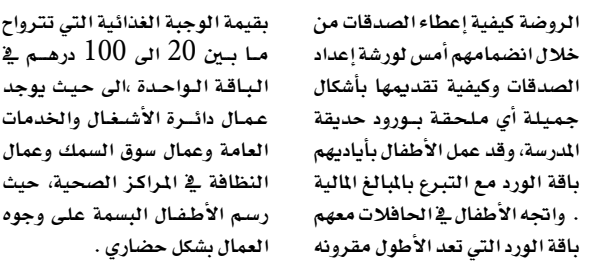 الروضة كيفية إعطاء الصدقات من
خلال انضمامهم أمس لورشة إعداد
الصدقات وكيفية تقديمها بأشكال
جميلة أي ملحقة بورود حديقة
المدرسة، وقد عمل الأطفال بأياديهم
باقة الورد مع التبرع بالمبالغ المالية
. واتجه الأطفال في الحافلات معهم
باقة الورد التي تعد الأطول مقرونه
بقيمة الوجبة الغذائية التي تترواح
ما بين 20 الى 100 درهم في
الباقة الواحدة ،الى حيث يوجد
عمال دائرة الأشغال والخدمات
العامة وعمال سوق السمك وعمال
النظافة في المراكز الصحية، حيث
رسم الأطفال البسمة على وجوه
العمال بشكل حضاري .